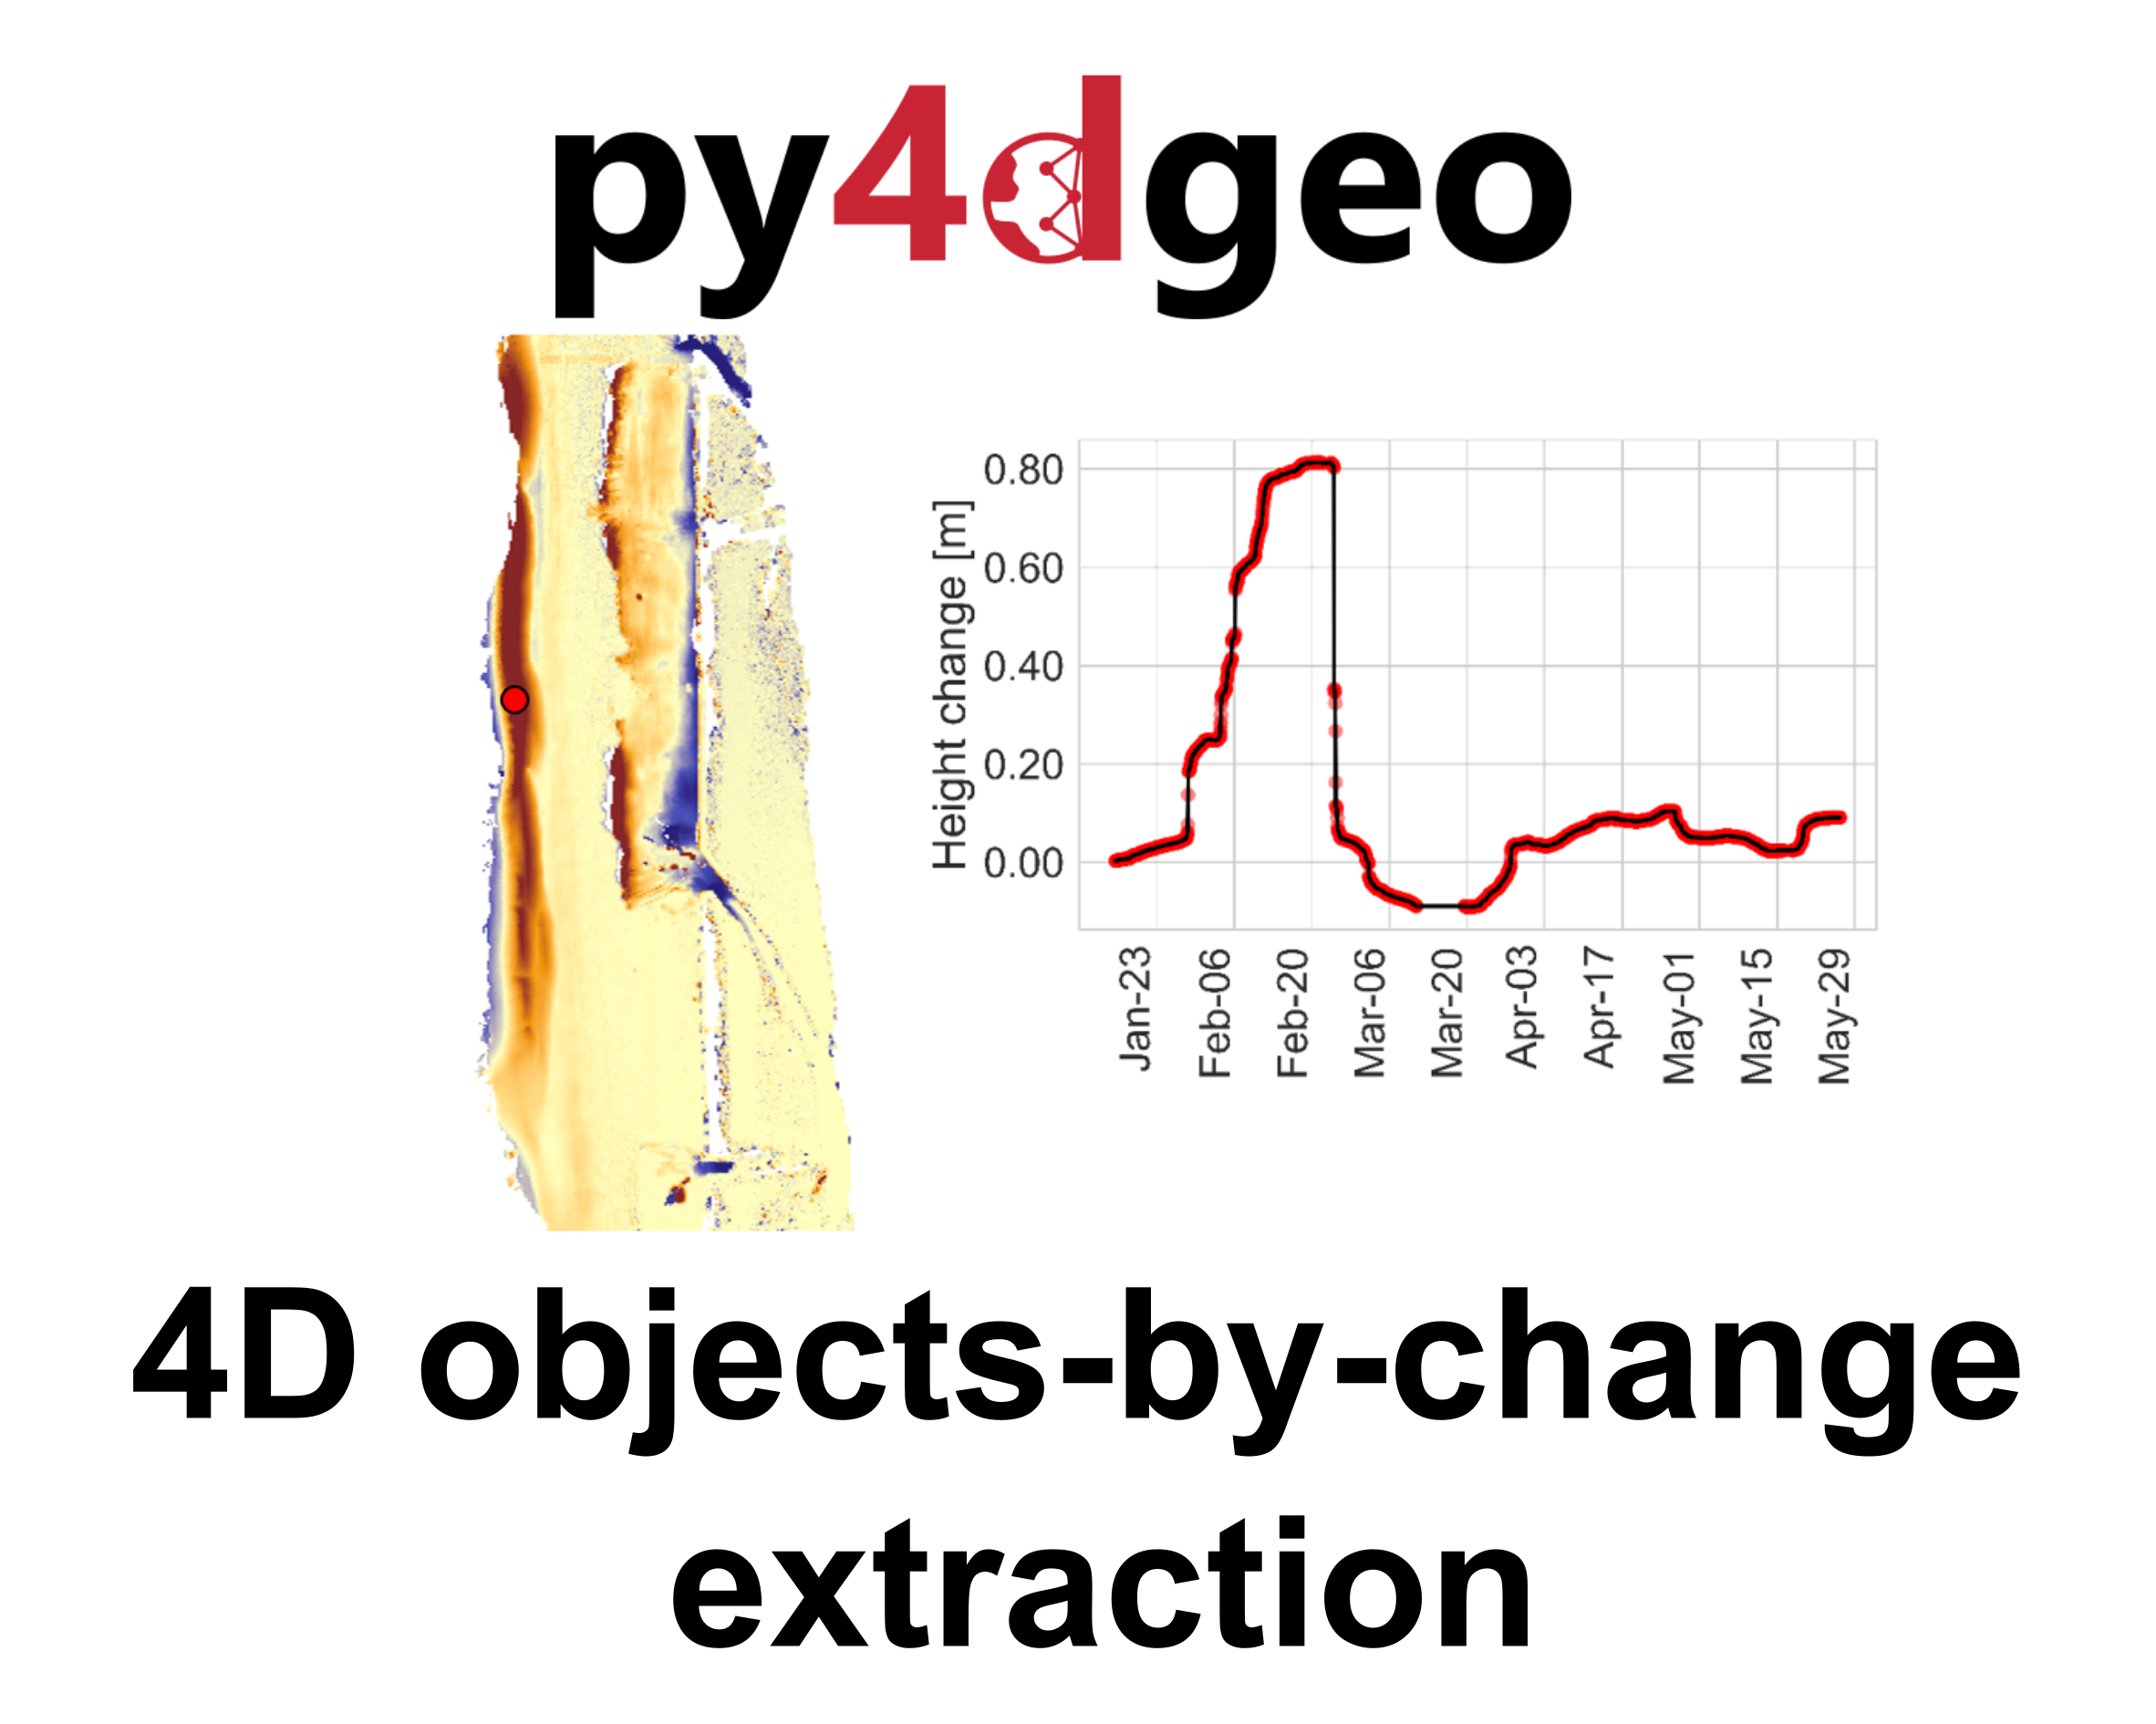 py4dgeo
Height change [m]
0.80
0.60
0.40
0.20
0.00
Jan-23
Feb-06
Feb-20
Mar-06
Mar-20
Apr-03
Apr-17
May-01
May-15
May-29
4D objects-by-change
extraction